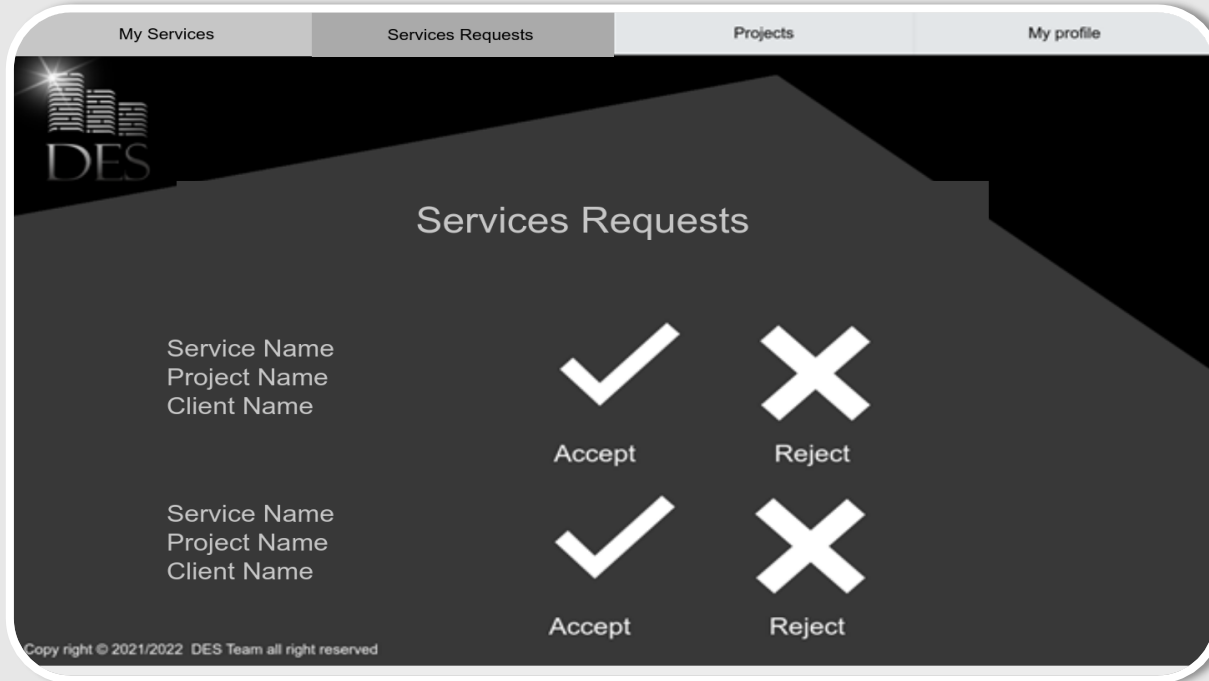 My Services
Services Requests
Projects
My profile
DES
Services Requests
Service Name
Project Name
Client Name
Accept
Reject
Service Name
Project Name
Client Name
Accept
Reject
Copy right © 2021/2022 DES Team all right reserved